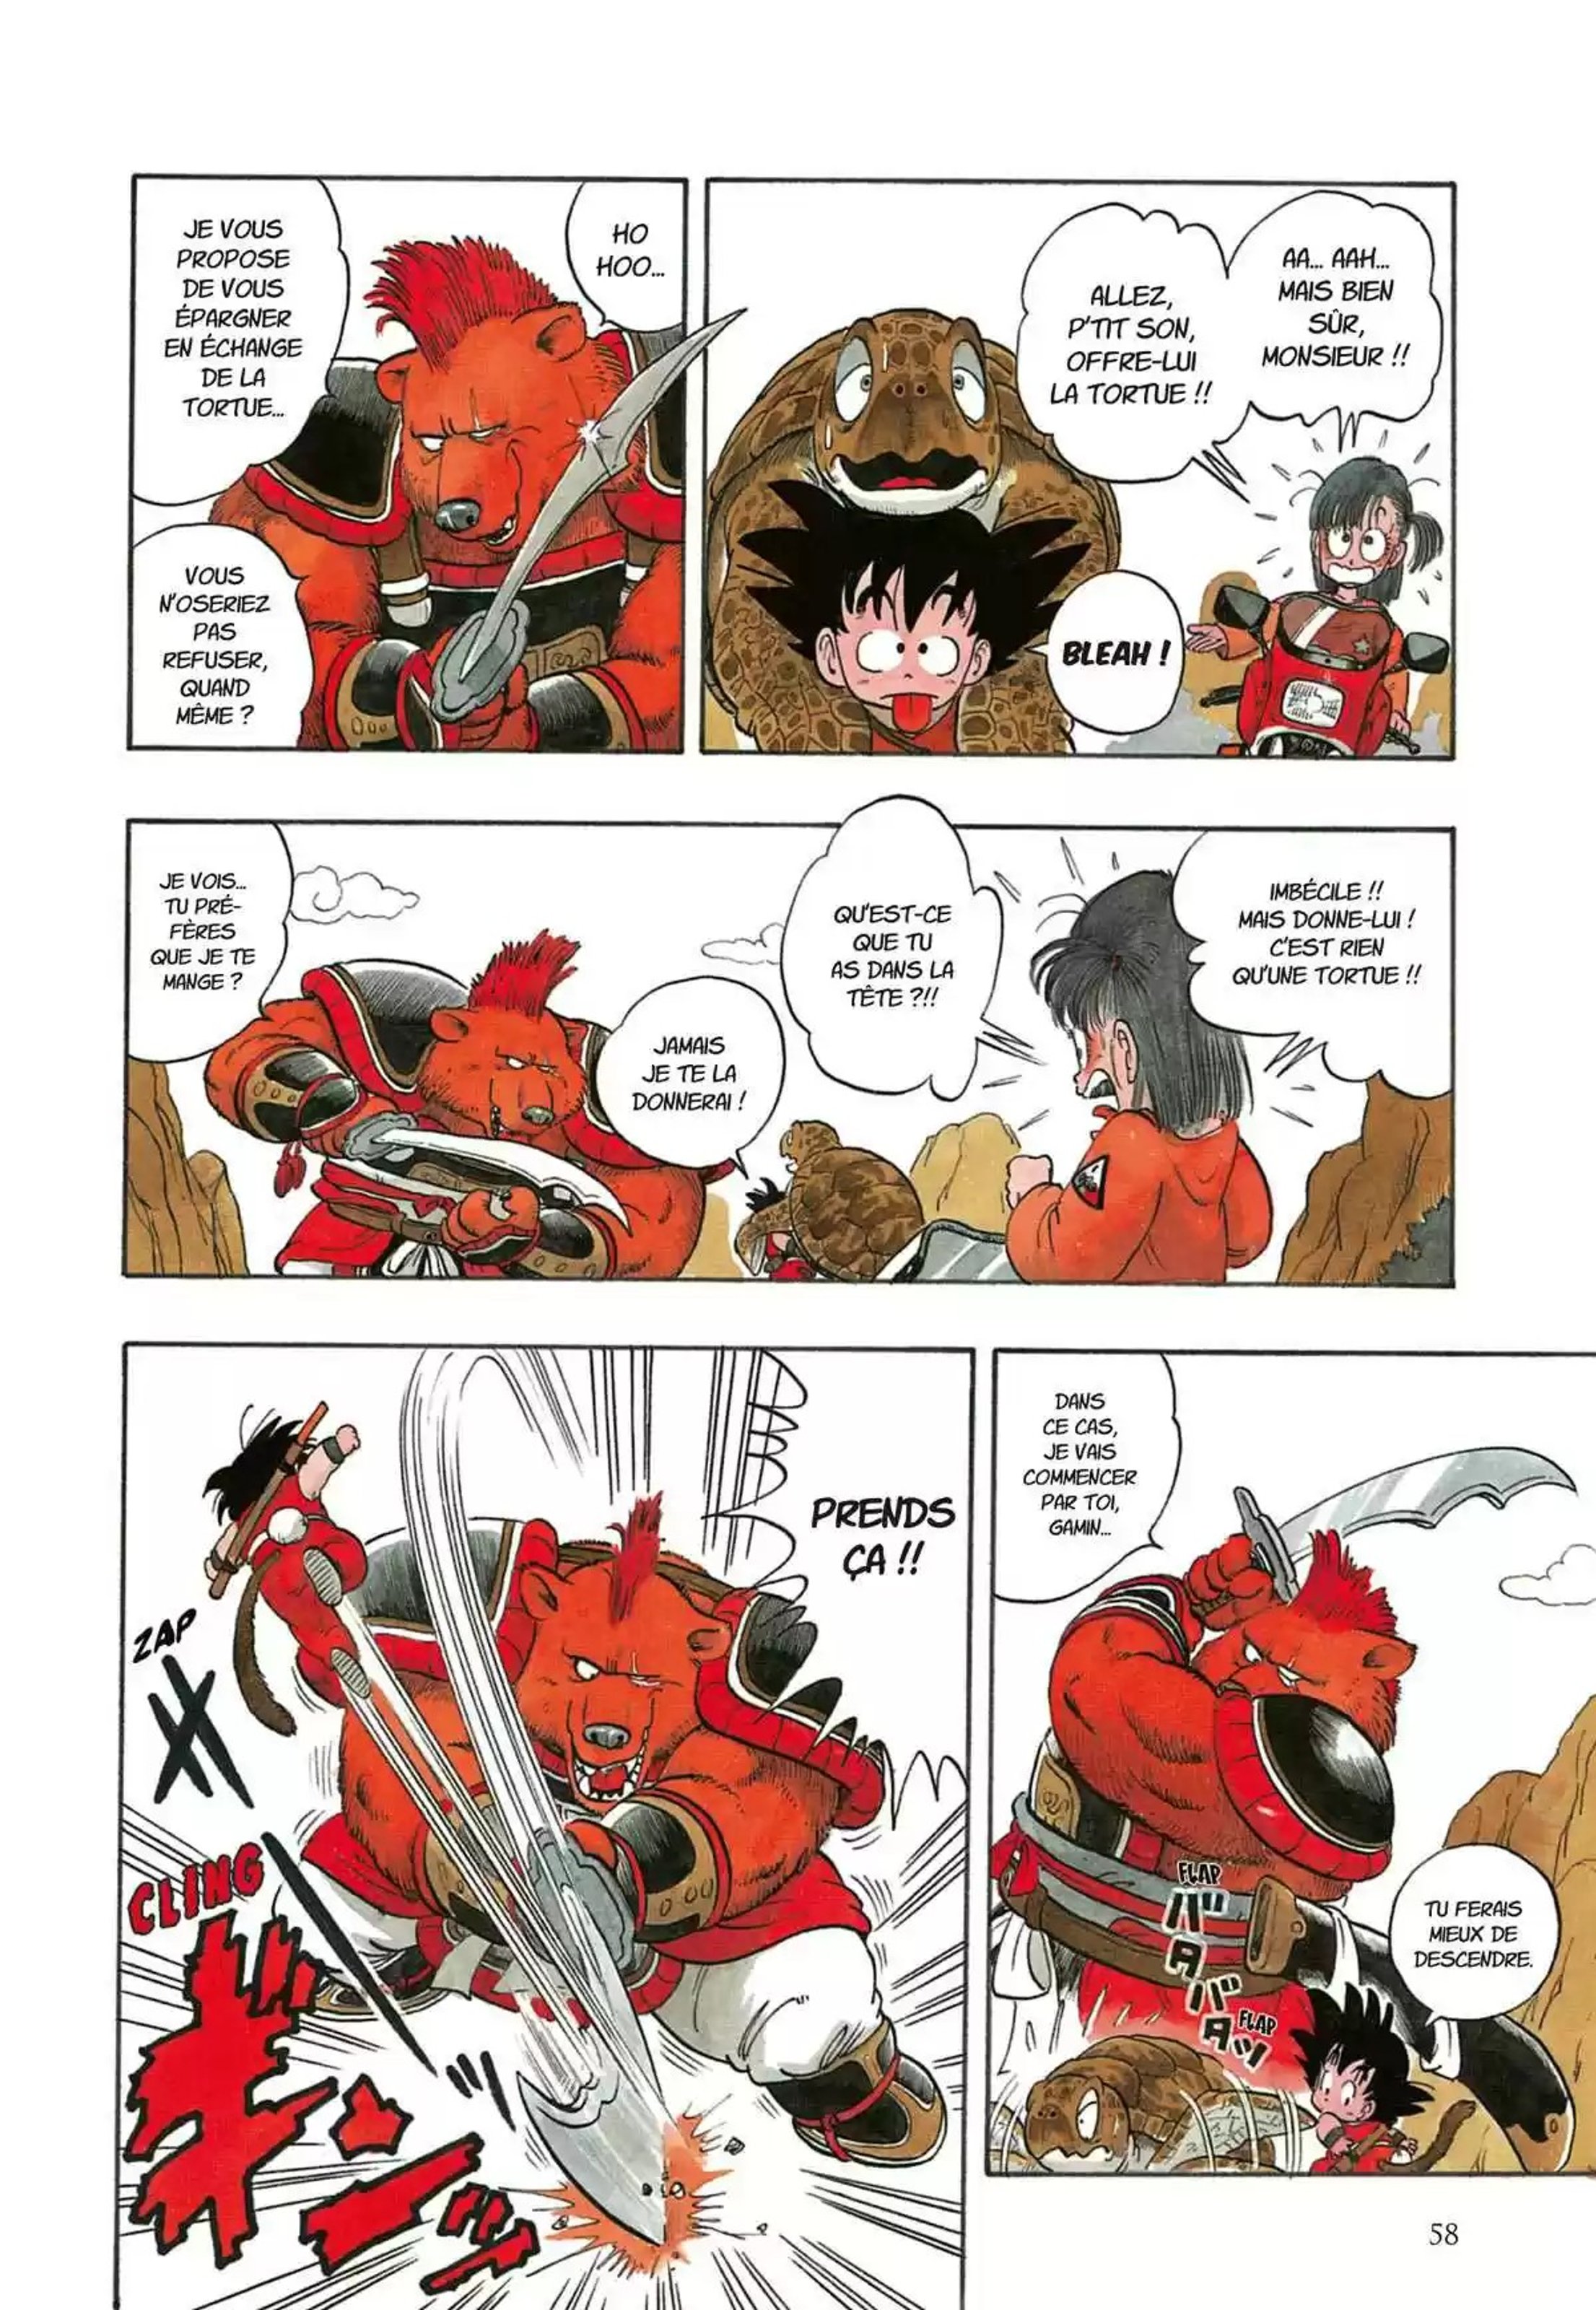 AA... AAH...
MAIS BIEN
SÛR,
MONSIEUR !!
ALLEZ,
P'TIT SON,
OFFRE-LUI
LA TORTUE !!
BLEAH !
HO
HOO...
JE VOUS
PROPOSE
DE VOUS
ÉPARGNER
EN ÉCHANGE
DE LA
TORTUE...
VOUS
N'OSERIEZ
PAS
REFUSER,
QUAND
MÊME ?
IMBÉCILE !!
MAIS DONNE-LUI !
C'EST RIEN
QU'UNE TORTUE !!
QU'EST-CE
QUE TU
AS DANS LA
TÊTE ?!!
JAMAIS
JE TE LA
DONNERAI !
JE VOIS...
TU PRÉ-
FÈRES
QUE JE TE
MANGE ?
DANS
CE CAS,
JE VAIS
COMMENCER
PAR TOI,
GAMIN...
TU FERAIS
MIEUX DE
DESCENDRE.
FLAP
バタバタッ
FLAP
PRENDS
ÇA !!
ZAP
CLING
ギンッ
58